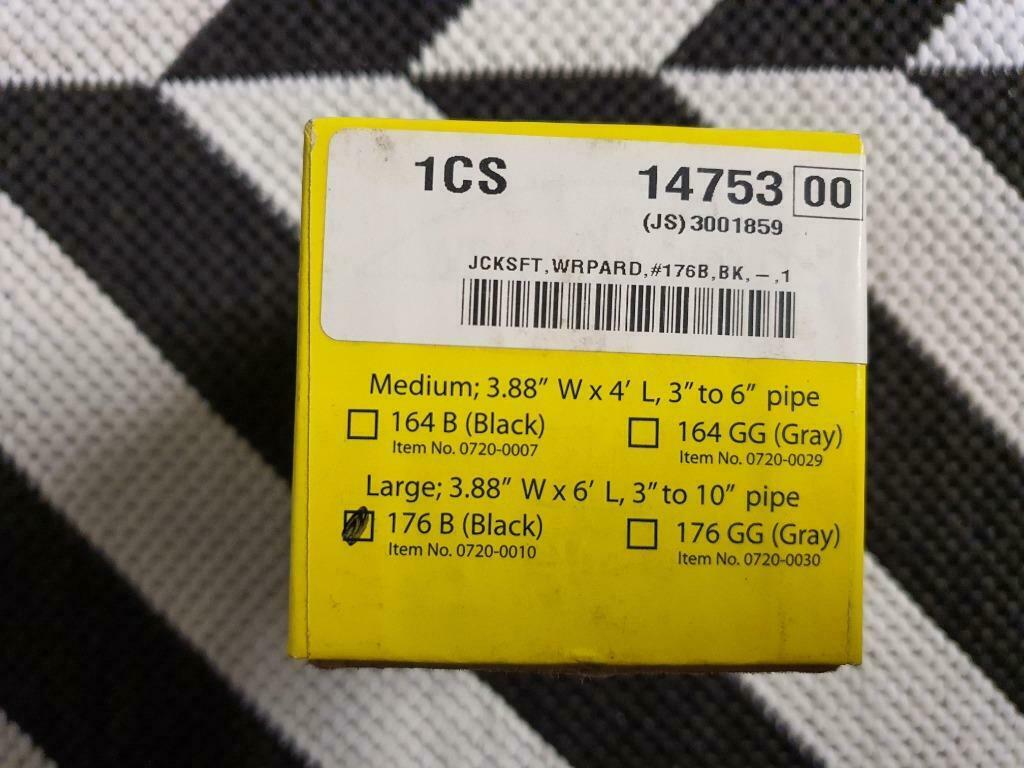 1CS
14753 00
(JS) 3001859
JCKSFT,WRPARD,#176B,BK,–,1
Medium; 3.88" W x 4' L, 3" to 6" pipe
164 B (Black) 164 GG (Gray)
Item No. 0720-0007 Item No. 0720-0029
Large; 3.88" W x 6' L, 3" to 10" pipe
176 B (Black) 176 GG (Gray)
Item No. 0720-0010 Item No. 0720-0030